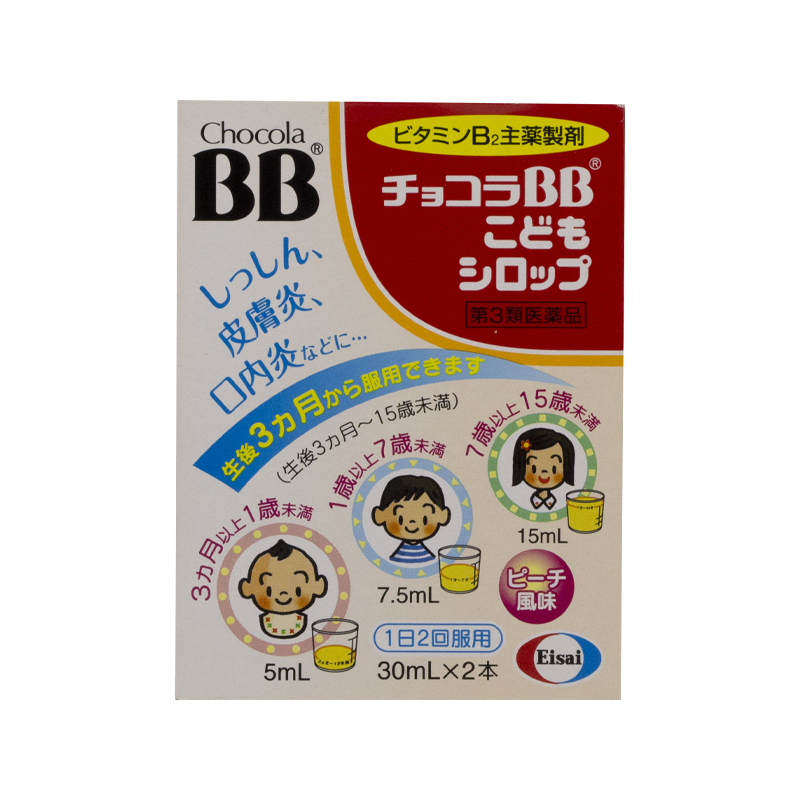 Chocola
BB®
ビタミンB2主薬製剤
チョコラBB®
こども
シロップ
第3類医薬品
しっしん、
皮膚炎、
口内炎などに…
生後3カ月から服用できます
(生後3カ月〜15歳未満)
3カ月以上1歳未満
5mL
1歳以上7歳未満
7.5mL
7歳以上15歳未満
15mL
ピーチ
風味
1日2回服用
30mL×2本
Eisai